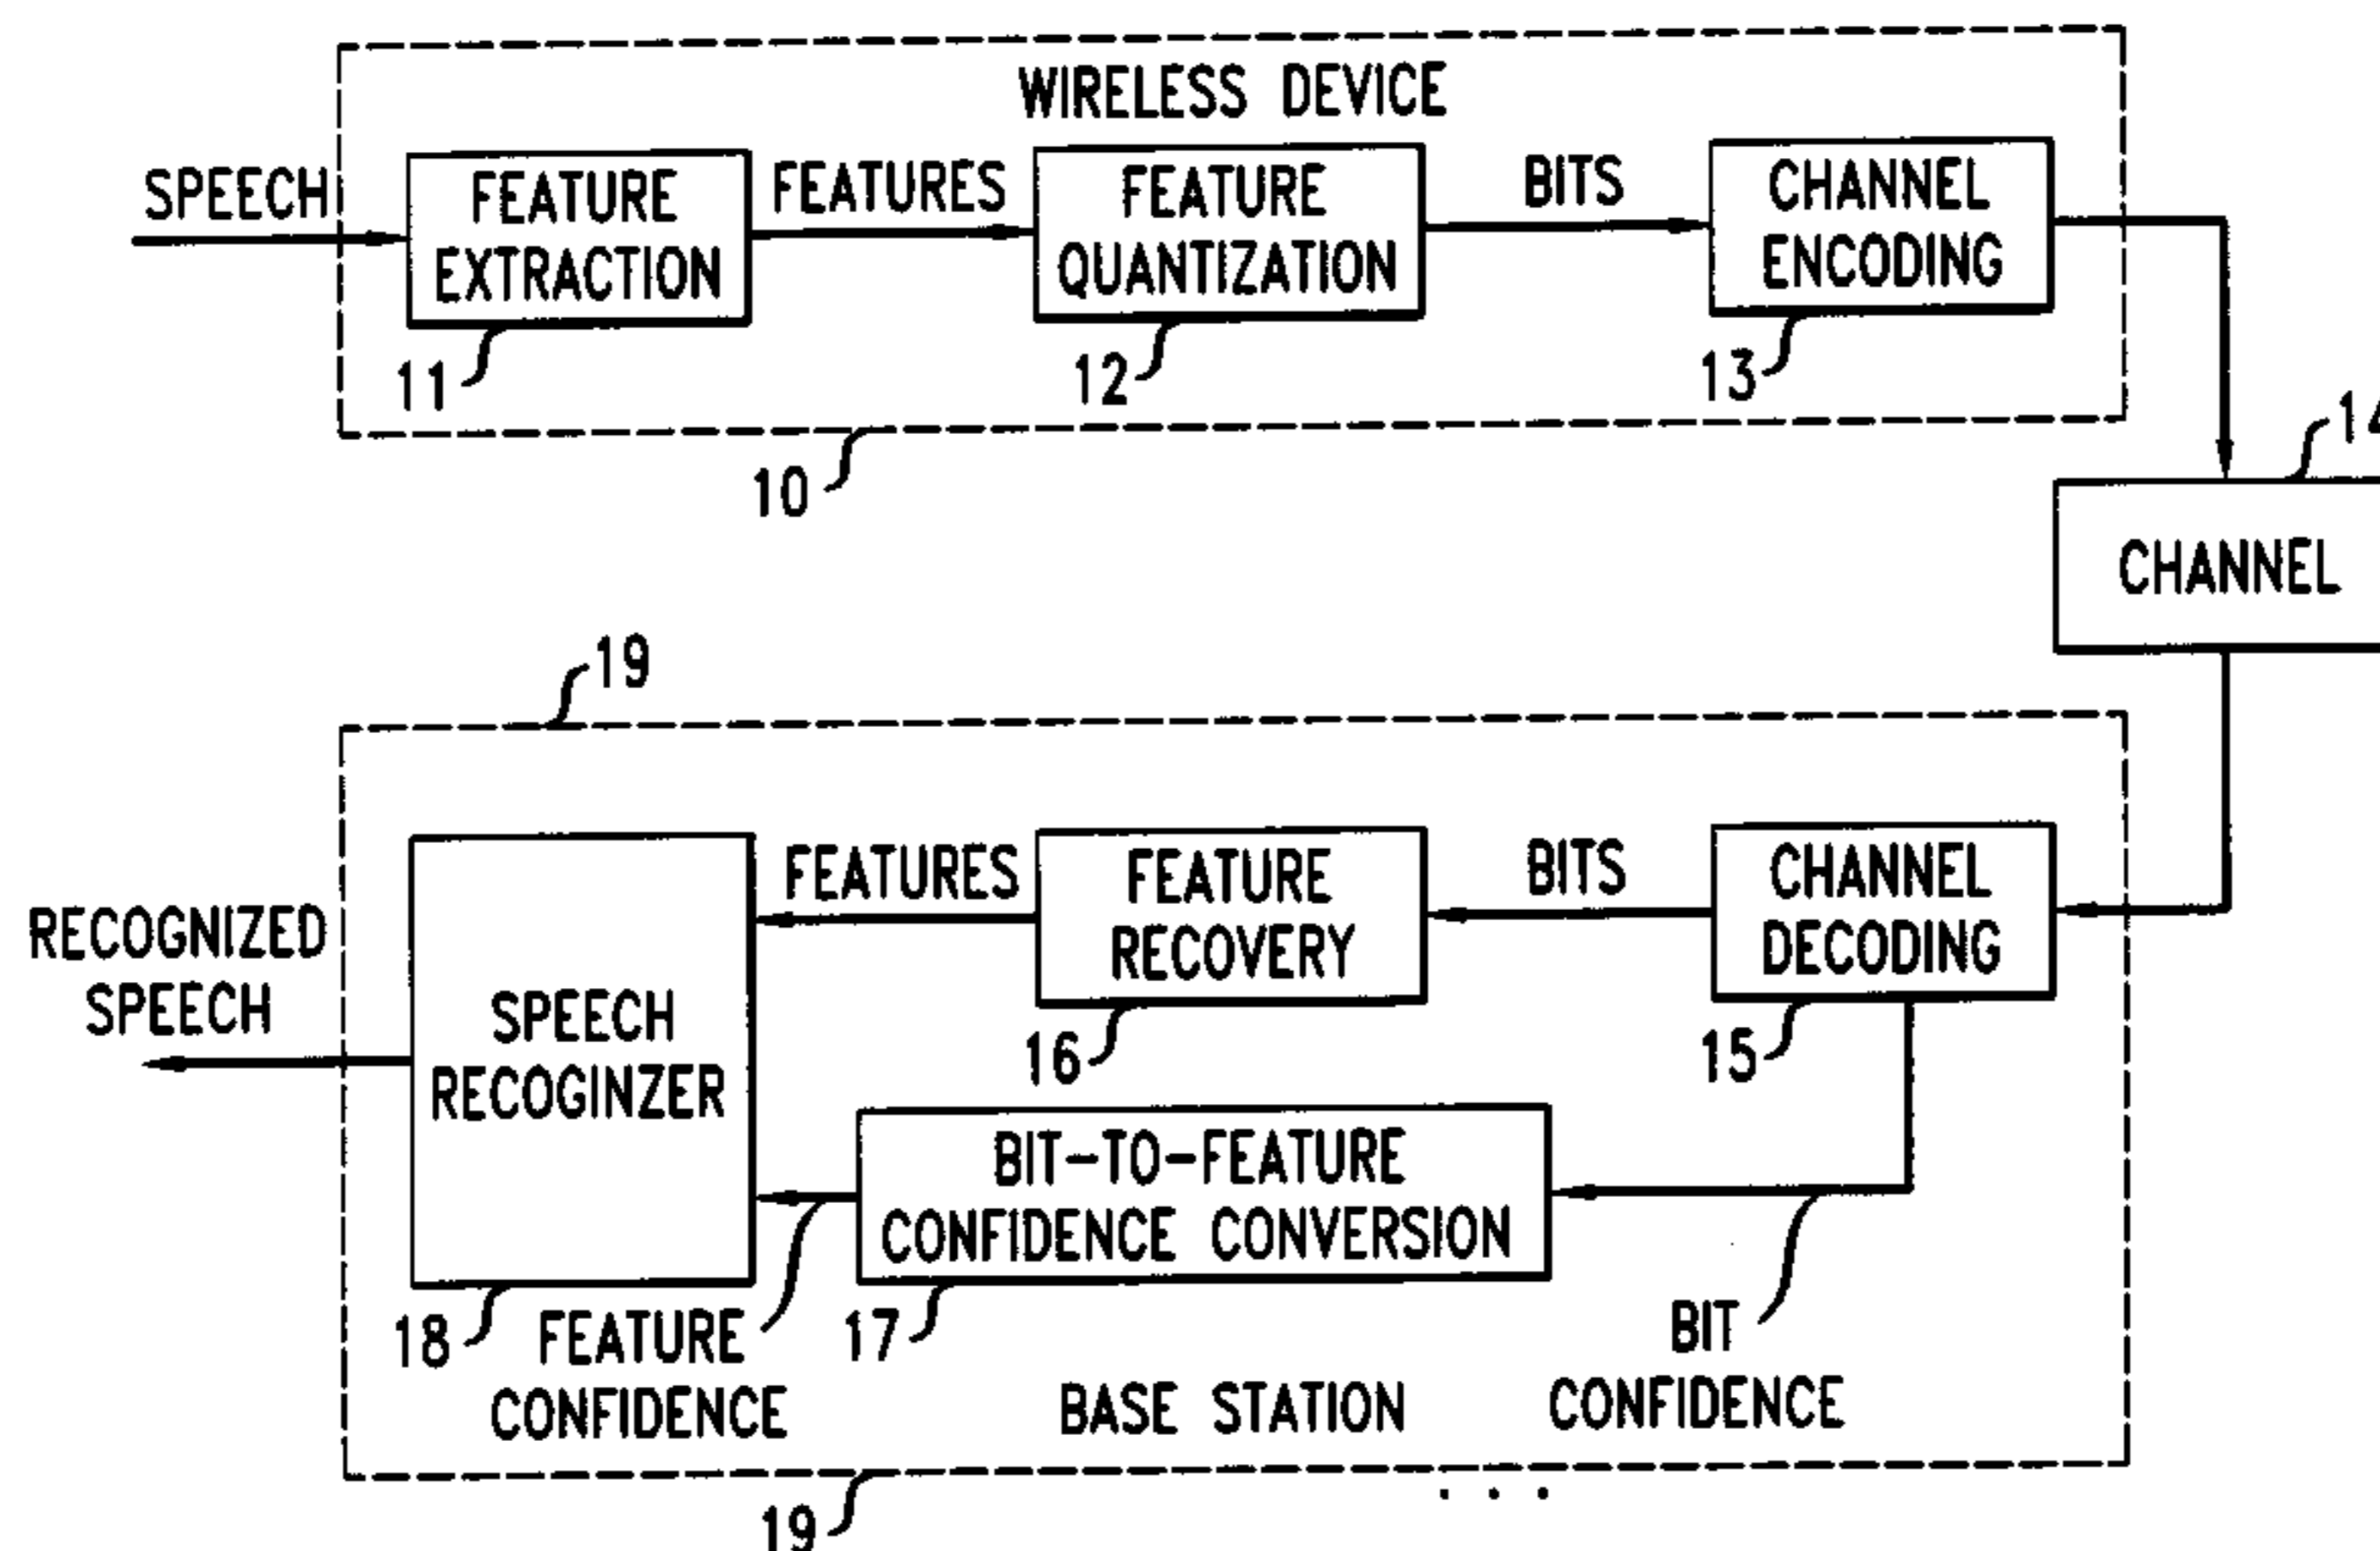 WIRELESS DEVICE
SPEECH
FEATURE
EXTRACTION
FEATURES
FEATURE
QUANTIZATION
BITS
CHANNEL
ENCODING
11
12
13
10
14
CHANNEL
19
RECOGNIZED
SPEECH
SPEECH
RECOGINZER
FEATURES
FEATURE
RECOVERY
BITS
CHANNEL
DECODING
16
15
BIT-TO-FEATURE
CONFIDENCE CONVERSION
18
FEATURE
CONFIDENCE
17
BASE STATION
BIT
CONFIDENCE
19